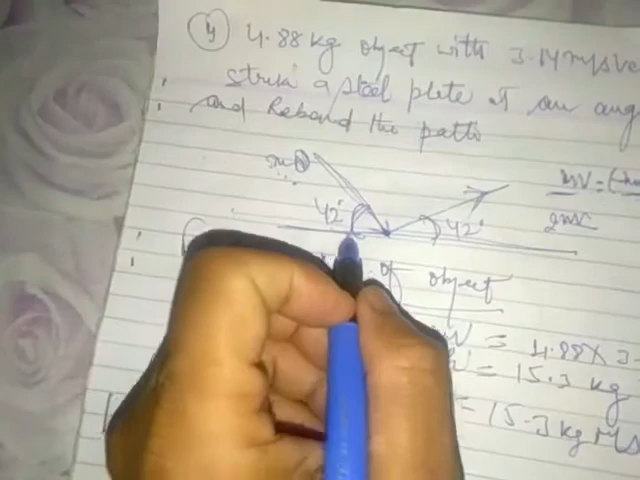 4 4.88 kg object with 3.14 m/s ve
strike a steel plate at an ang
and Rebound the path
42° 42°
2mv
of object
= 4.88 × 3
= 15.3 kg
= 15.3 kg m/s